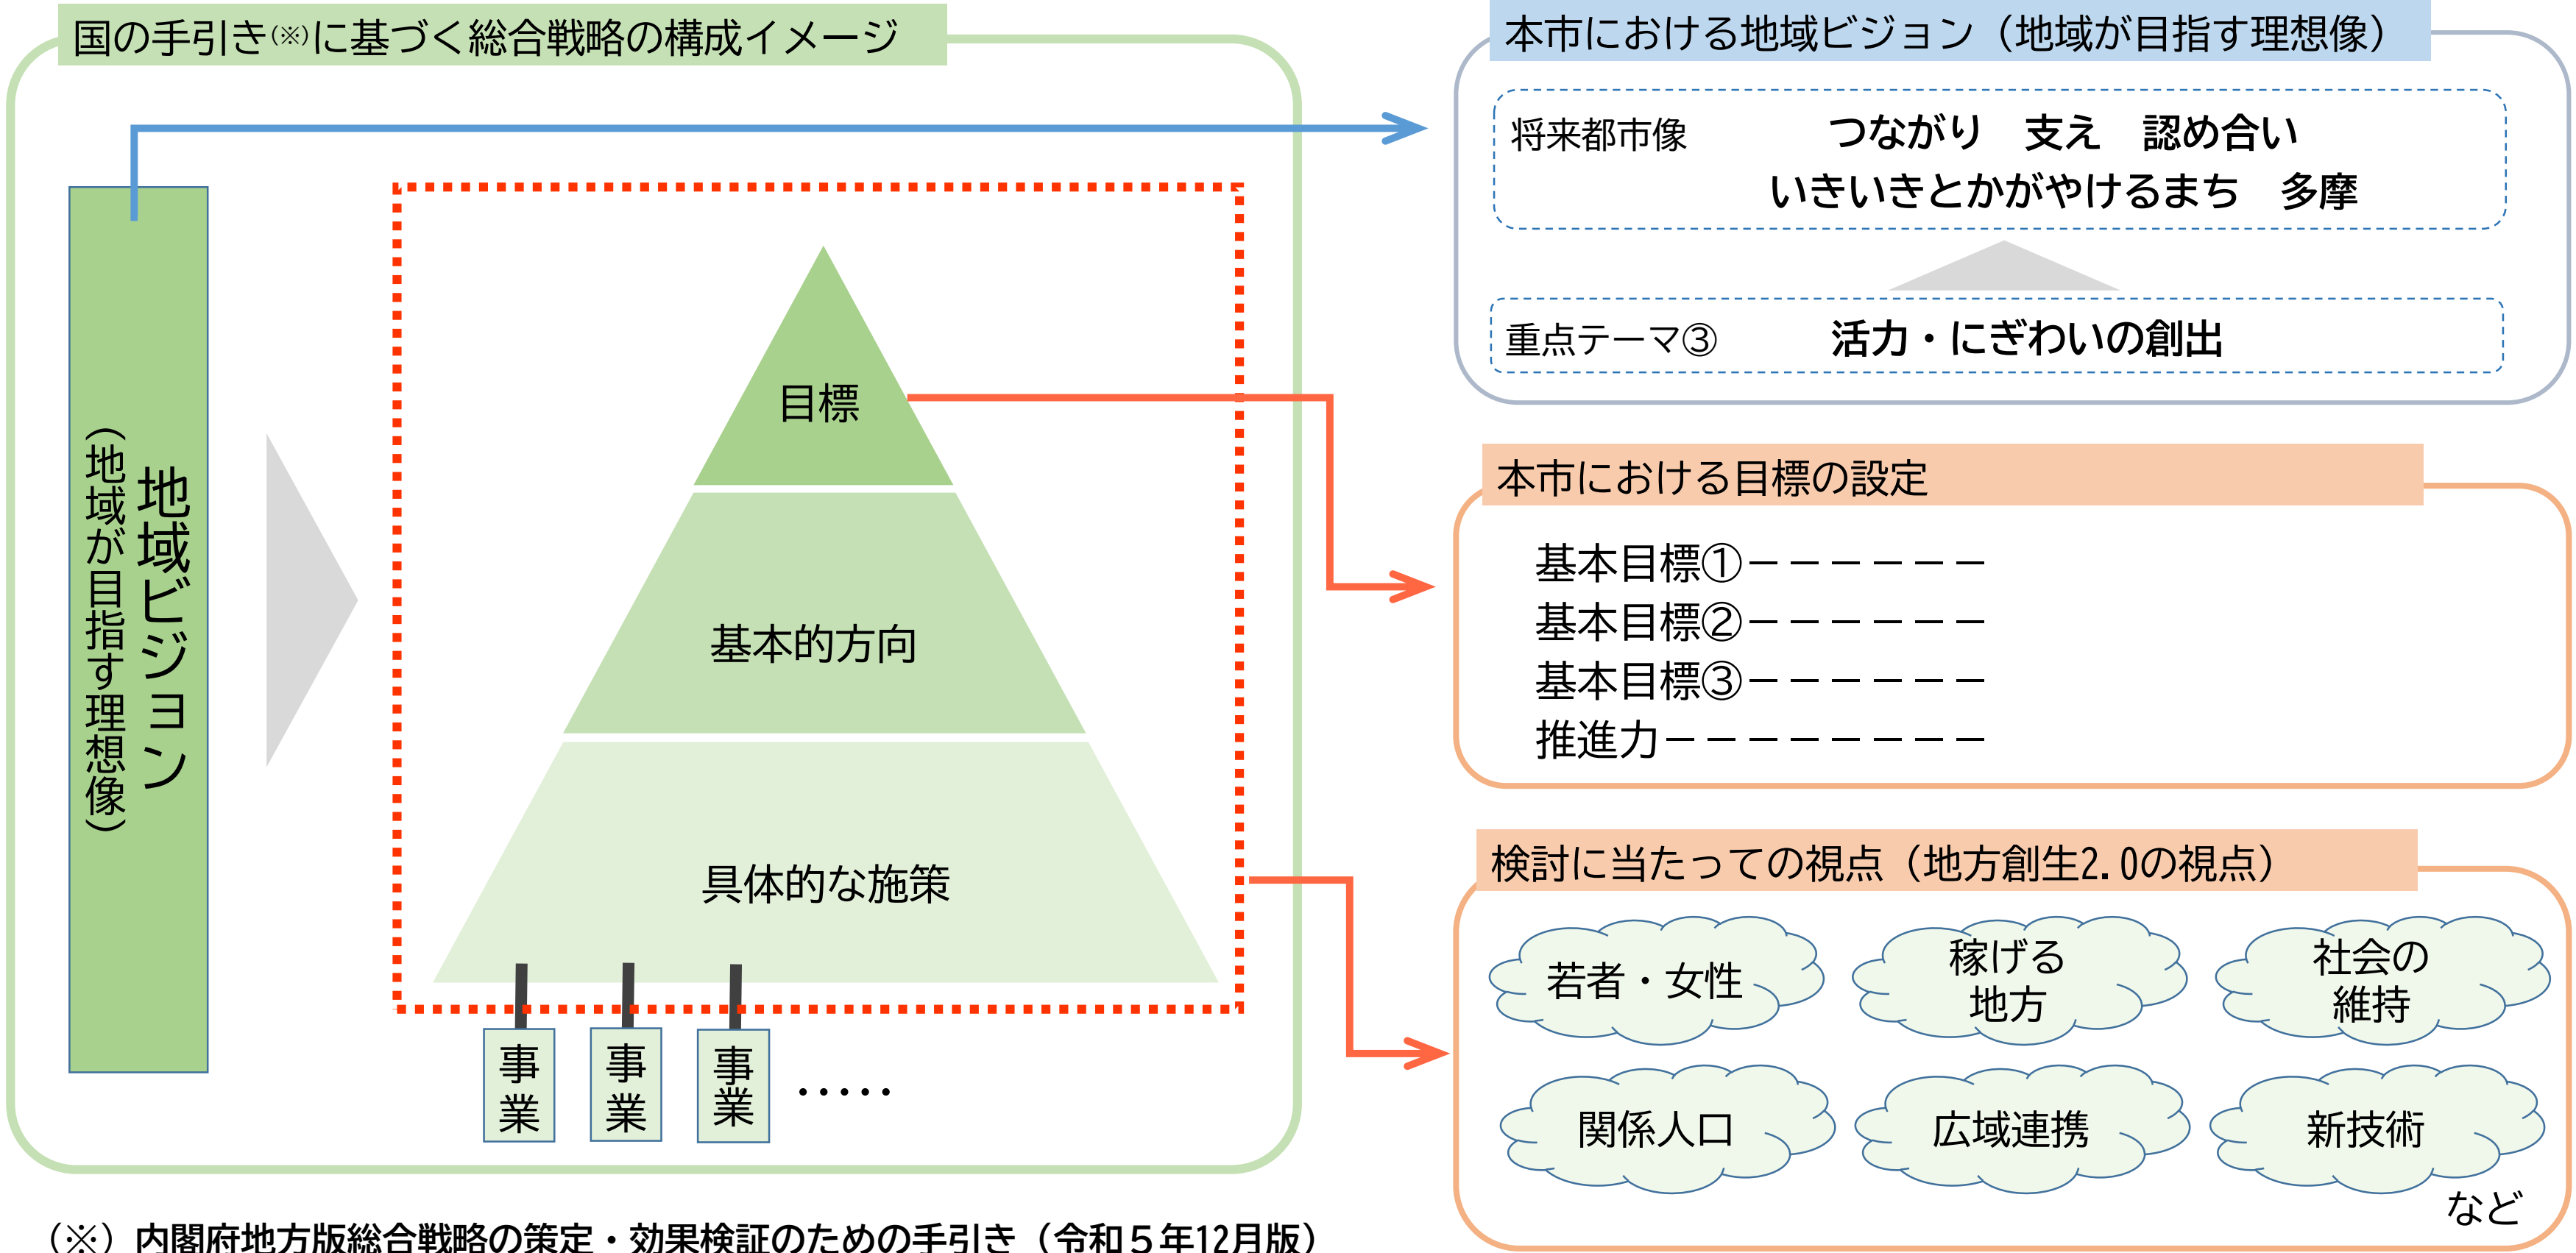 国の手引き(※)に基づく総合戦略の構成イメージ
地域ビジョン
（地域が目指す理想像）
目標
基本的方向
具体的な施策
事業
事業
事業
・・・・・
（※）内閣府地方版総合戦略の策定・効果検証のための手引き（令和５年12月版）
本市における地域ビジョン（地域が目指す理想像）
将来都市像　つながり　支え　認め合い
いきいきとかがやけるまち　多摩
重点テーマ③　活力・にぎわいの創出
本市における目標の設定
基本目標①－－－－－－
基本目標②－－－－－－
基本目標③－－－－－－
推進力－－－－－－－－
検討に当たっての視点（地方創生2.0の視点）
若者・女性
稼げる
地方
社会の
維持
関係人口
広域連携
新技術
など